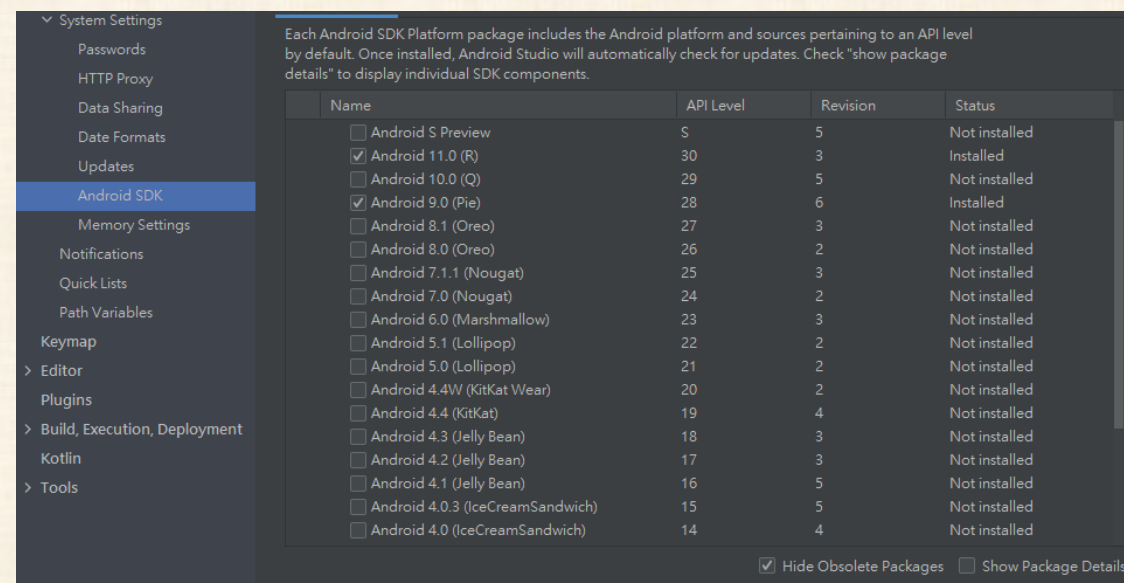 System Settings
Passwords
HTTP Proxy
Data Sharing
Date Formats
Updates
Android SDK
Memory Settings
Notifications
Quick Lists
Path Variables
Keymap
Editor
Plugins
Build, Execution, Deployment
Kotlin
Tools
Each Android SDK Platform package includes the Android platform and sources pertaining to an API level
by default. Once installed, Android Studio will automatically check for updates. Check "show package
details" to display individual SDK components.
Name API Level Revision Status
Android S Preview S 5 Not installed
Android 11.0 (R) 30 3 Installed
Android 10.0 (Q) 29 5 Not installed
Android 9.0 (Pie) 28 6 Installed
Android 8.1 (Oreo) 27 3 Not installed
Android 8.0 (Oreo) 26 2 Not installed
Android 7.1.1 (Nougat) 25 3 Not installed
Android 7.0 (Nougat) 24 2 Not installed
Android 6.0 (Marshmallow) 23 3 Not installed
Android 5.1 (Lollipop) 22 2 Not installed
Android 5.0 (Lollipop) 21 2 Not installed
Android 4.4W (KitKat Wear) 20 2 Not installed
Android 4.4 (KitKat) 19 4 Not installed
Android 4.3 (Jelly Bean) 18 3 Not installed
Android 4.2 (Jelly Bean) 17 3 Not installed
Android 4.1 (Jelly Bean) 16 5 Not installed
Android 4.0.3 (IceCreamSandwich) 15 5 Not installed
Android 4.0 (IceCreamSandwich) 14 4 Not installed
Hide Obsolete Packages Show Package Details